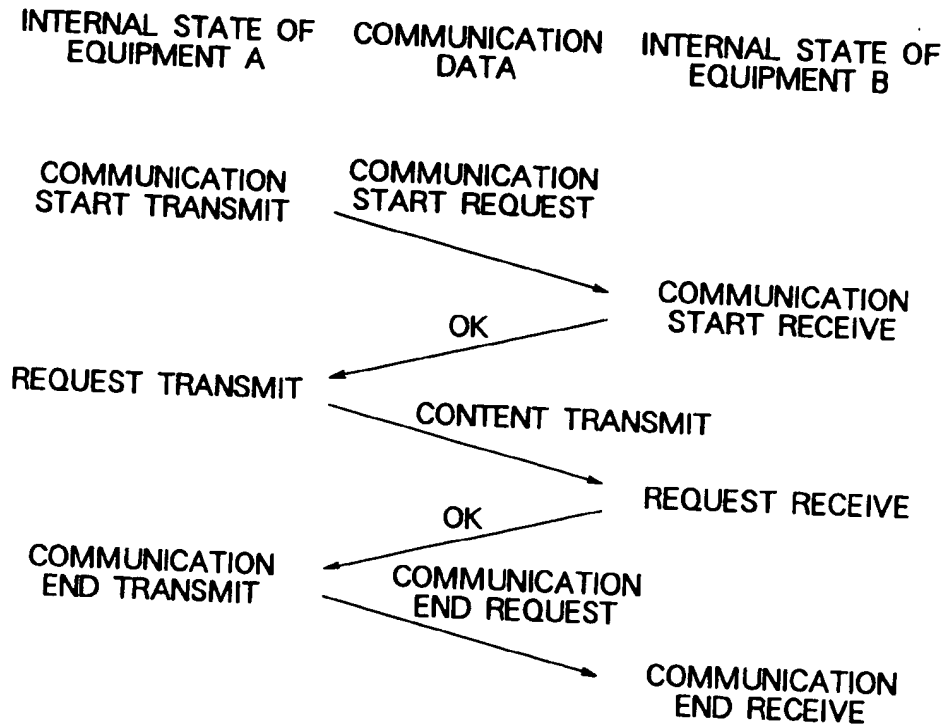 INTERNAL STATE OF
EQUIPMENT A
COMMUNICATION
DATA
INTERNAL STATE OF
EQUIPMENT B
COMMUNICATION
START TRANSMIT
COMMUNICATION
START REQUEST
COMMUNICATION
START RECEIVE
OK
REQUEST TRANSMIT
CONTENT TRANSMIT
REQUEST RECEIVE
OK
COMMUNICATION
END TRANSMIT
COMMUNICATION
END REQUEST
COMMUNICATION
END RECEIVE